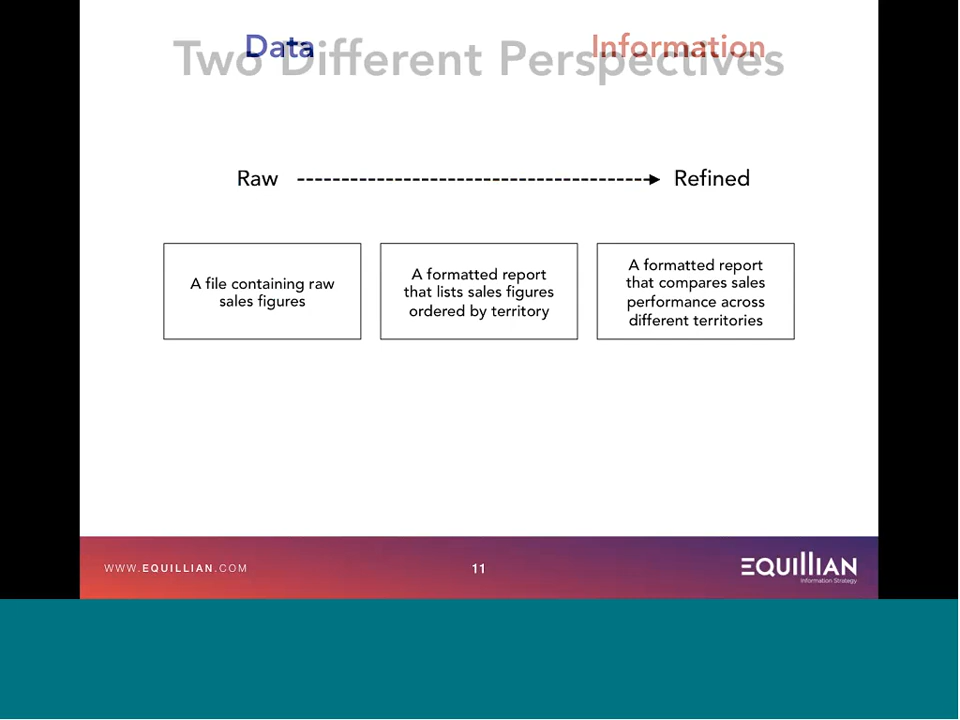 Data Information
Two Different Perspectives
Raw Refined
A file containing raw
sales figures
A formatted report
that lists sales figures
ordered by territory
A formatted report
that compares sales
performance across
different territories
WWW.EQUILLIAN.COM
11
EQUILLIAN
Information Strategy